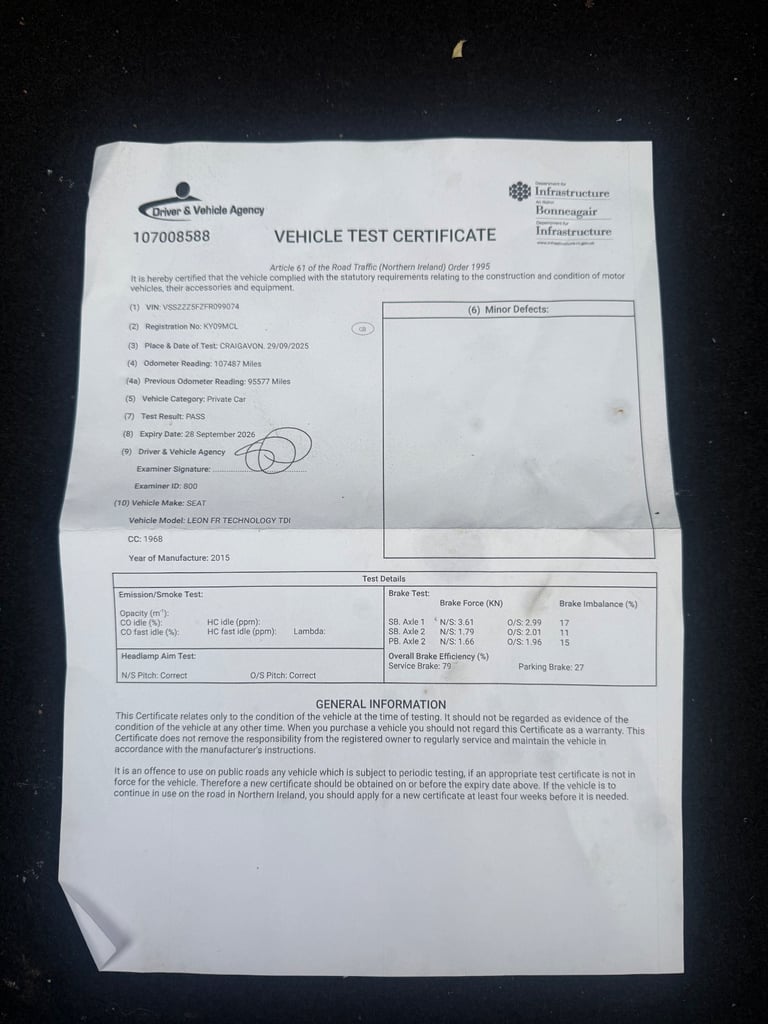 Driver & Vehicle Agency
Department for
Infrastructure
An Roinn
Bonneagair
Department for
Infrastructure
www.infrastructure-ni.gov.uk
107008588
VEHICLE TEST CERTIFICATE
Article 61 of the Road Traffic (Northern Ireland) Order 1995
It is hereby certified that the vehicle complied with the statutory requirements relating to the construction and condition of motor
vehicles, their accessories and equipment.
(1) VIN: VSSZZZ5FZFR099074
(2) Registration No: KY09MCL
GB
(3) Place & Date of Test: CRAIGAVON. 29/09/2025
(4) Odometer Reading: 107487 Miles
(4a) Previous Odometer Reading: 95577 Miles
(5) Vehicle Category: Private Car
(7) Test Result: PASS
(8) Expiry Date: 28 September 2026
(9) Driver & Vehicle Agency
Examiner Signature:
Examiner ID: 800
(10) Vehicle Make: SEAT
Vehicle Model: LEON FR TECHNOLOGY TDI
CC: 1968
Year of Manufacture: 2015
(6) Minor Defects:
Test Details
Emission/Smoke Test:
Opacity (m⁻¹):
CO idle (%): HC idle (ppm):
CO fast idle (%): HC fast idle (ppm): Lambda:
Headlamp Aim Test:
N/S Pitch: Correct O/S Pitch: Correct
Brake Test:
Brake Force (KN) Brake Imbalance (%)
SB. Axle 1 N/S: 3.61 O/S: 2.99 17
SB. Axle 2 N/S: 1.79 O/S: 2.01 11
PB. Axle 2 N/S: 1.66 O/S: 1.96 15
Overall Brake Efficiency (%)
Service Brake: 79 Parking Brake: 27
GENERAL INFORMATION
This Certificate relates only to the condition of the vehicle at the time of testing. It should not be regarded as evidence of the
condition of the vehicle at any other time. When you purchase a vehicle you should not regard this Certificate as a warranty. This
Certificate does not remove the responsibility from the registered owner to regularly service and maintain the vehicle in
accordance with the manufacturer's instructions.
It is an offence to use on public roads any vehicle which is subject to periodic testing, if an appropriate test certificate is not in
force for the vehicle. Therefore a new certificate should be obtained on or before the expiry date above. If the vehicle is to
continue in use on the road in Northern Ireland, you should apply for a new certificate at least four weeks before it is needed.